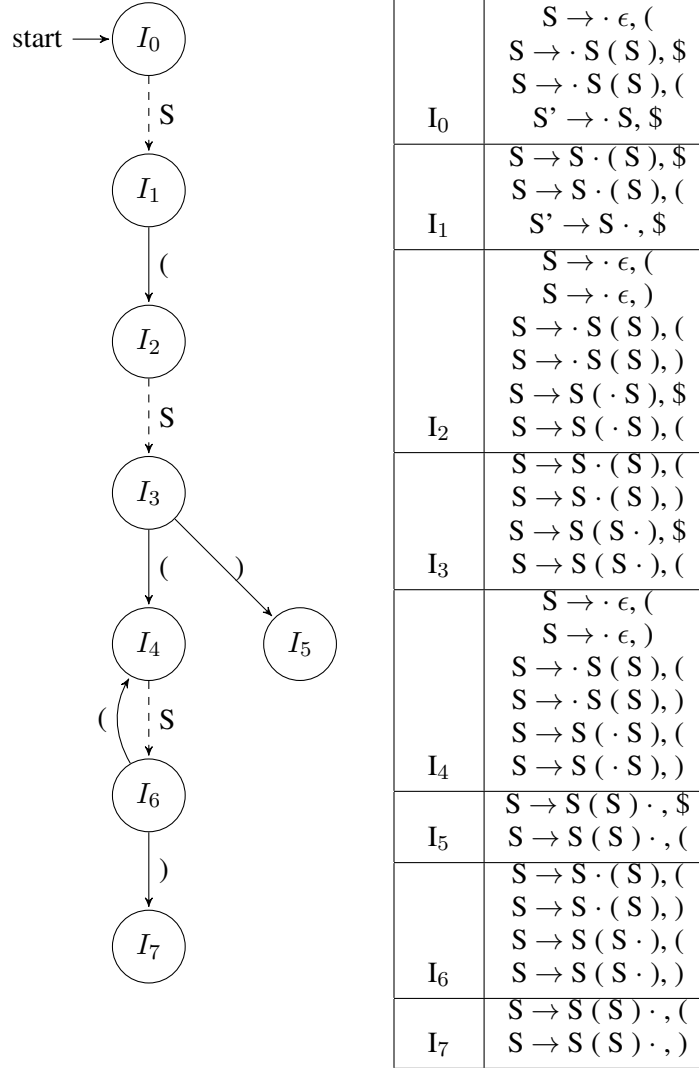 start
I₀
S
I₁
(
I₂
S
I₃
( )
I₄ I₅
( S
I₆
)
I₇
S → · ϵ, (
S → · S ( S ), $
S → · S ( S ), (
I₀ S’ → · S, $
S → S · ( S ), $
S → S · ( S ), (
I₁ S’ → S · , $
S → · ϵ, (
S → · ϵ, )
S → · S ( S ), (
S → · S ( S ), )
S → S ( · S ), $
I₂ S → S ( · S ), (
S → S · ( S ), (
S → S · ( S ), )
S → S ( S · ), $
I₃ S → S ( S · ), (
S → · ϵ, (
S → · ϵ, )
S → · S ( S ), (
S → · S ( S ), )
S → S ( · S ), (
I₄ S → S ( · S ), )
S → S ( S ) · , $
I₅ S → S ( S ) · , (
S → S · ( S ), (
S → S · ( S ), )
S → S ( S · ), (
I₆ S → S ( S · ), )
S → S ( S ) · , (
I₇ S → S ( S ) · , )